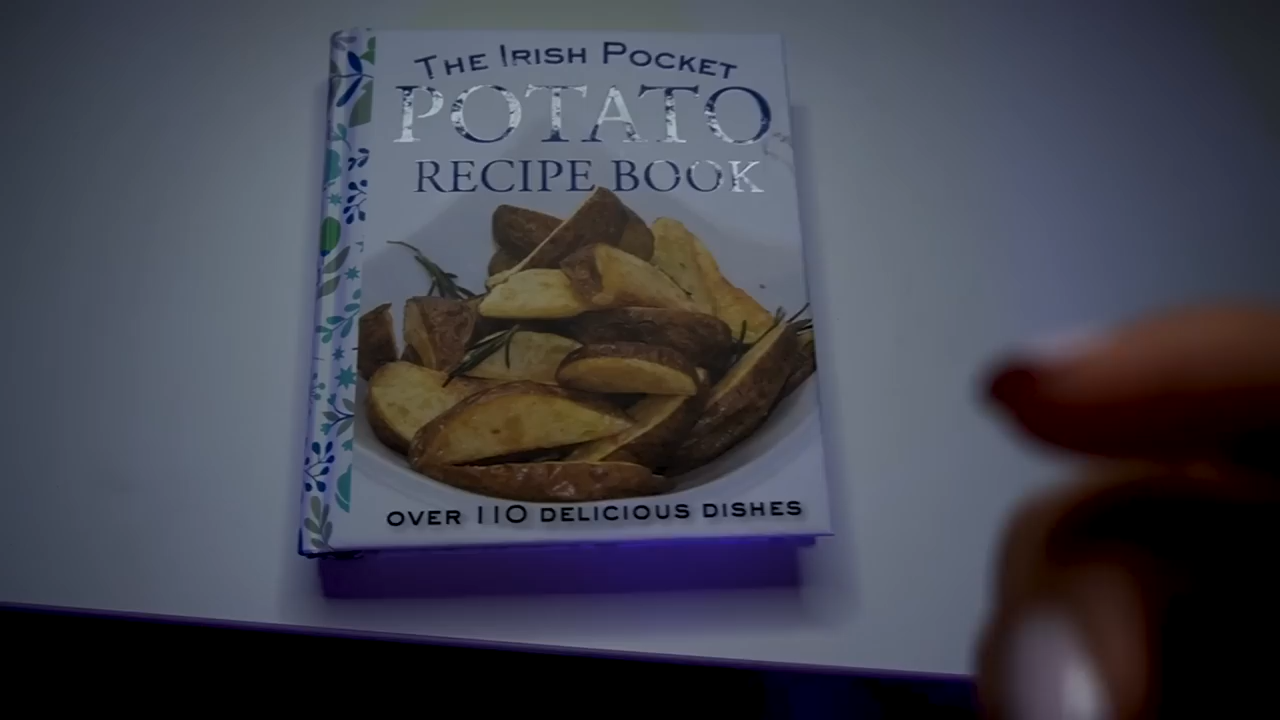 THE IRISH POCKET
POTATO
RECIPE BOOK
OVER 110 DELICIOUS DISHES